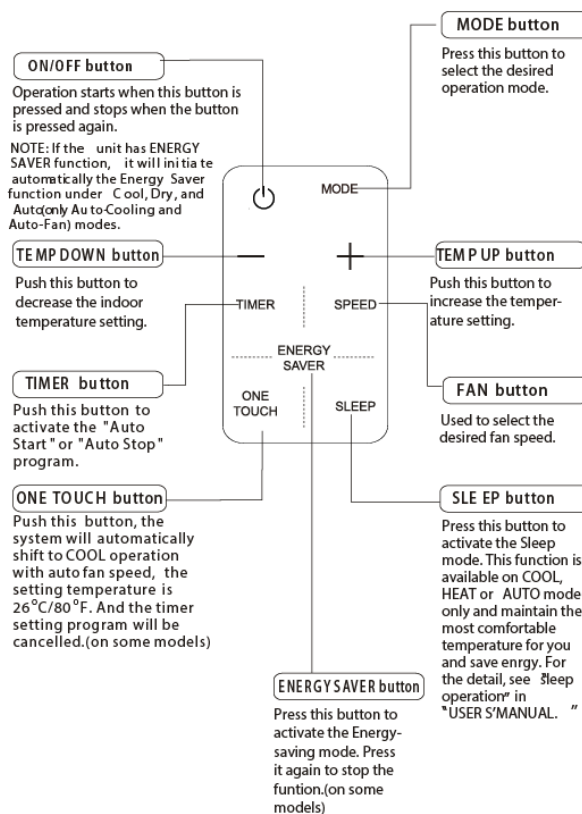 MODE button
Press this button to
select the desired
operation mode.
ON/OFF button
Operation starts when this button is
pressed and stops when the button
is pressed again.
NOTE: If the unit has ENERGY
SAVER function, it will initiate
automatically the Energy Saver
function under Cool, Dry, and
Auto(only Auto-Cooling and
Auto-Fan) modes.
MODE
TEMP DOWN button
Push this button to
decrease the indoor
temperature setting.
− +
TEMP UP button
Push this button to
increase the temper-
ature setting.
TIMER SPEED
ENERGY
SAVER
ONE
TOUCH
SLEEP
TIMER button
Push this button to
activate the "Auto
Start" or "Auto Stop"
program.
FAN button
Used to select the
desired fan speed.
ONE TOUCH button
Push this button, the
system will automatically
shift to COOL operation
with auto fan speed, the
setting temperature is
26°C/80°F. And the timer
setting program will be
cancelled.(on some models)
SLEEP button
Press this button to
activate the Sleep
mode. This function is
available on COOL,
HEAT or AUTO mode
only and maintain the
most comfortable
temperature for you
and save enrgy. For
the detail, see "sleep
operation" in
"USER S'MANUAL. "
ENERGY SAVER button
Press this button to
activate the Energy-
saving mode. Press
it again to stop the
funtion.(on some
models)